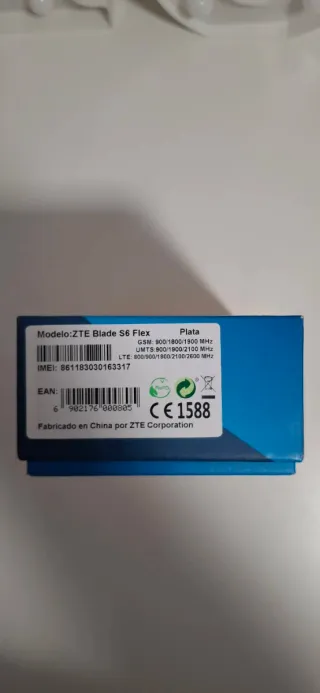 Modelo:ZTE Blade S6 Flex Plata
GSM: 900/1800/1900 MHz
UMTS:900/1900/2100 MHz
LTE: 800/900/1800/2100/2600 MHz
IMEI: 861183030163317
EAN:
6 902176 000805
CE 1588
Fabricado en China por ZTE Corporation